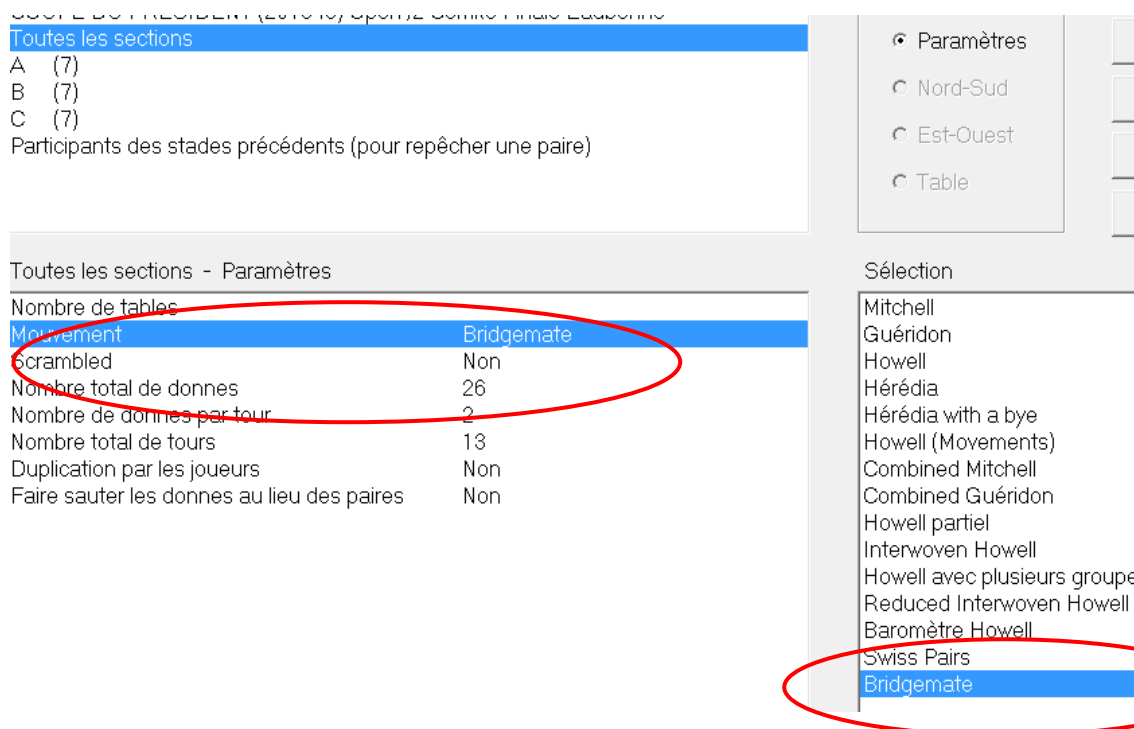 Toutes les sections
A (7)
B (7)
C (7)
Participants des stades précédents (pour repêcher une paire)
Paramètres
Nord-Sud
Est-Ouest
Table
Toutes les sections - Paramètres
Nombre de tables
Mouvement Bridgemate
Scrambled Non
Nombre total de donnes 26
Nombre de donnes par tour 2
Nombre total de tours 13
Duplication par les joueurs Non
Faire sauter les donnes au lieu des paires Non
Sélection
Mitchell
Guéridon
Howell
Hérédia
Hérédia with a bye
Howell (Movements)
Combined Mitchell
Combined Guéridon
Howell partiel
Interwoven Howell
Howell avec plusieurs groupe
Reduced Interwoven Howell
Baromètre Howell
Swiss Pairs
Bridgemate